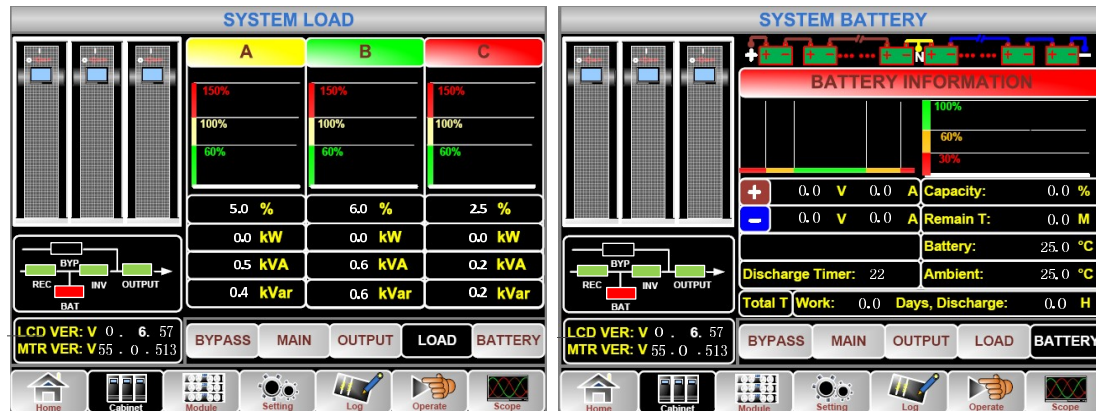 SYSTEM LOAD
A B C
150% 150% 150%
100% 100% 100%
60% 60% 60%
5.0 % 6.0 % 2.5 %
0.0 kW 0.0 kW 0.0 kW
0.5 kVA 0.6 kVA 0.2 kVA
0.4 kVar 0.6 kVar 0.2 kVar
BYP
REC INV OUTPUT
BAT
LCD VER: V 0 . 6. 57
MTR VER: V 55 . 0 . 513
BYPASS MAIN OUTPUT LOAD BATTERY
Home Cabinet Module Setting Log Operate Scope
SYSTEM BATTERY
+ + - + - N + - + - + - -
BATTERY INFORMATION
100%
60%
30%
+ 0.0 V 0.0 A Capacity: 0.0 %
- 0.0 V 0.0 A Remain T: 0.0 M
Battery: 25.0 °C
Discharge Timer: 22 Ambient: 25.0 °C
Total T Work: 0.0 Days, Discharge: 0.0 H
BYP
REC INV OUTPUT
BAT
LCD VER: V 0 . 6. 57
MTR VER: V 55 . 0 . 513
BYPASS MAIN OUTPUT LOAD BATTERY
Home Cabinet Module Setting Log Operate Scope